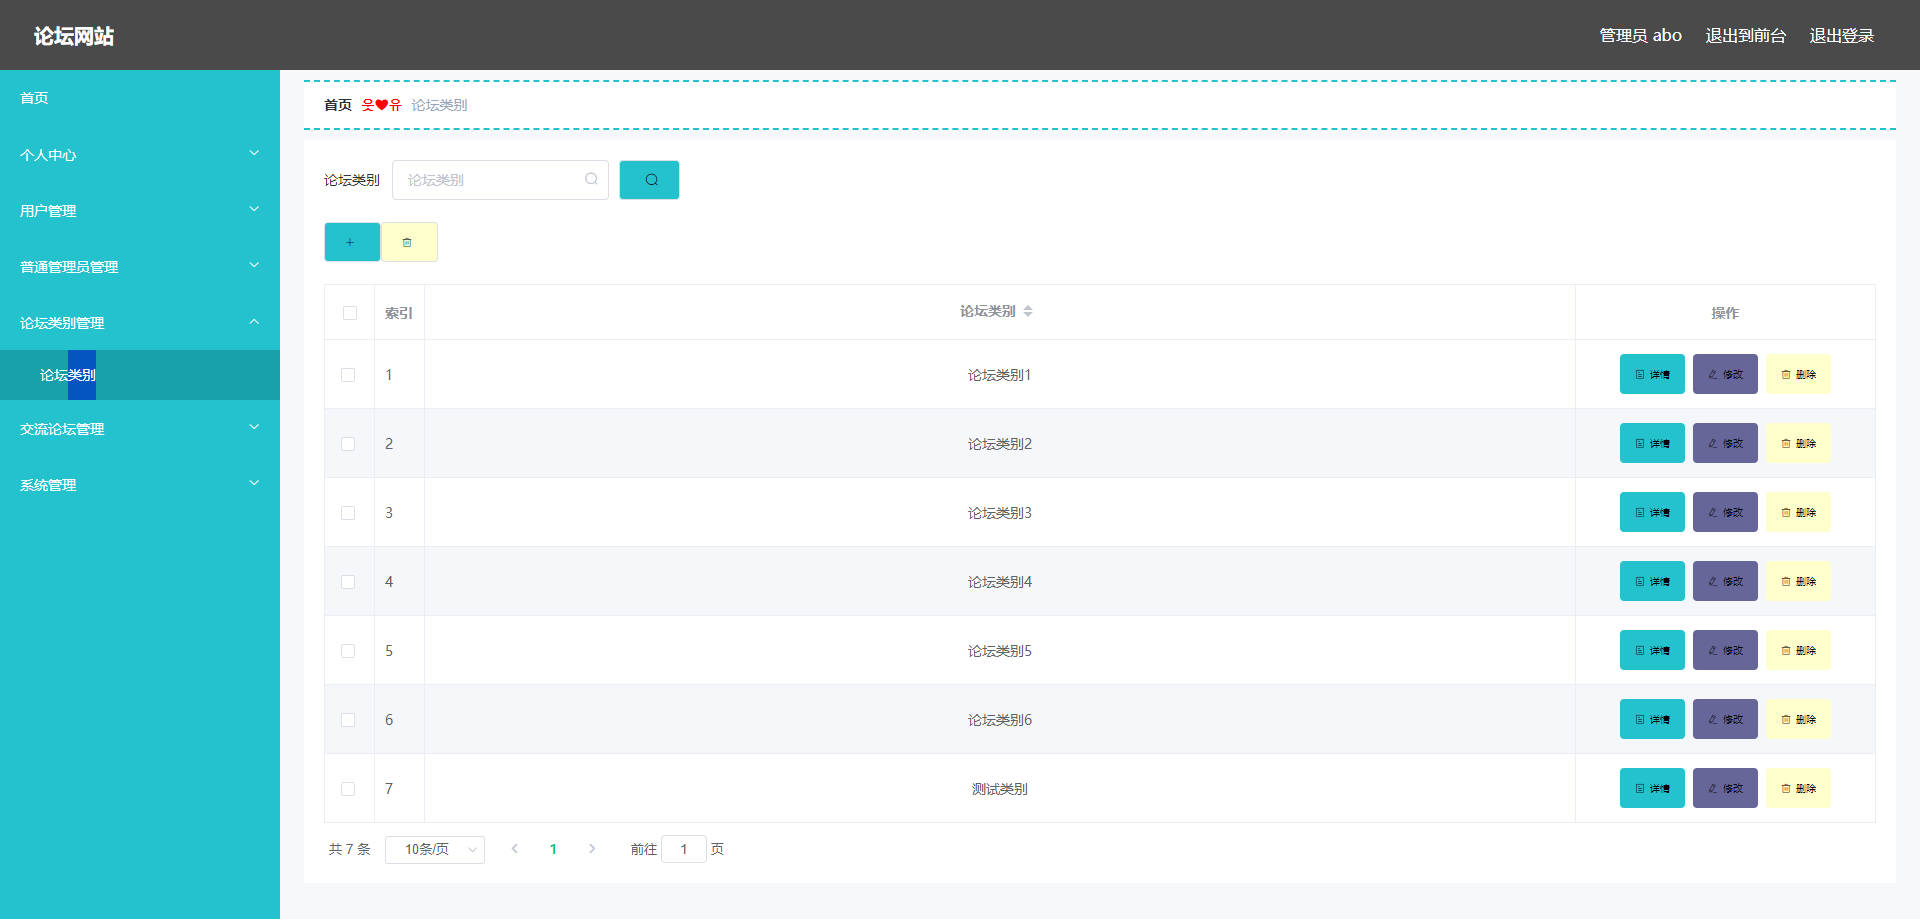 论坛网站
管理员 abo 退出到前台 退出登录
首页
个人中心
用户管理
普通管理员管理
论坛类别管理
论坛类别
交流论坛管理
系统管理
首页 웃❤유 论坛类别
论坛类别 论坛类别
索引 论坛类别 操作
1 论坛类别1 详情 修改 删除
2 论坛类别2 详情 修改 删除
3 论坛类别3 详情 修改 删除
4 论坛类别4 详情 修改 删除
5 论坛类别5 详情 修改 删除
6 论坛类别6 详情 修改 删除
7 测试类别 详情 修改 删除
共 7 条 10条/页 1 前往 1 页